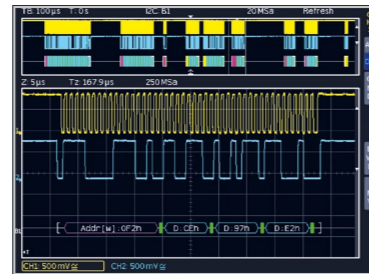 TB: 100µs T: 0s I2C: B1 20MSa Refresh
Z: 5µs Tz: 167.9µs 250MSa
Addr[W]:0F2h D:CEh D:97h D:E2h
B1
CH1: 500mV CH2: 500mV